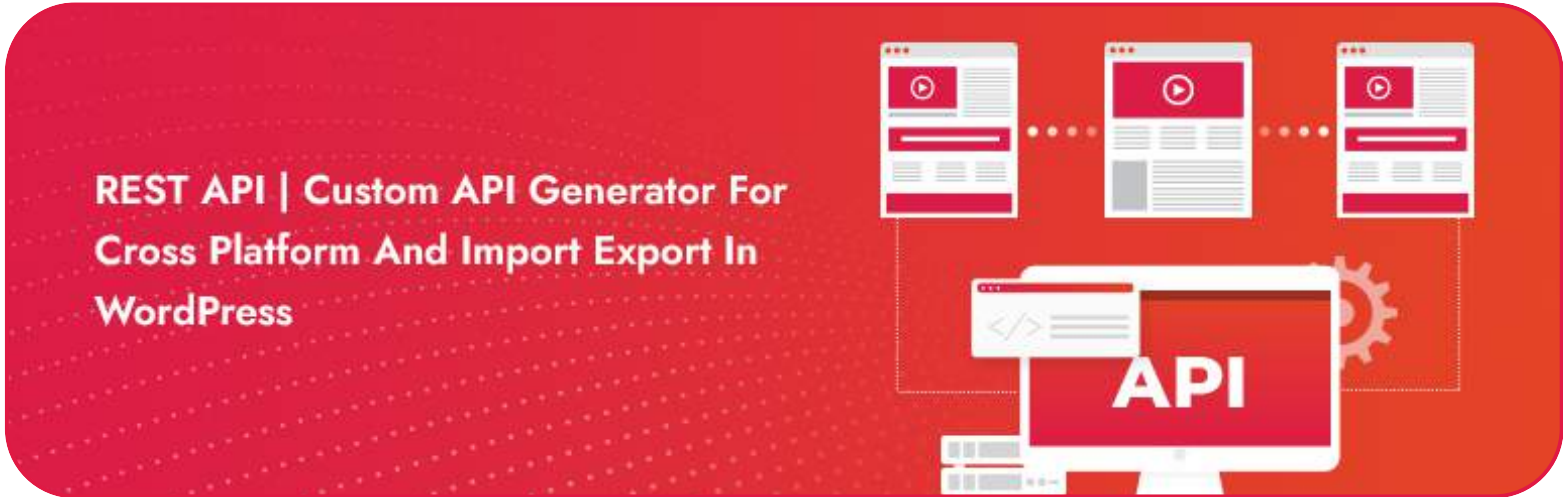 REST API | Custom API Generator For
Cross Platform And Import Export In
WordPress
</>
API